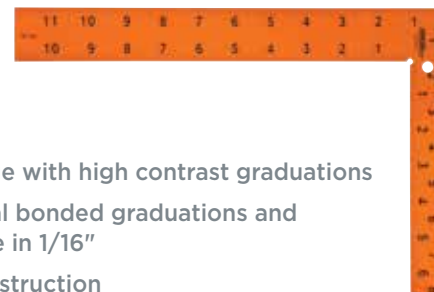 11 10 9 8 7 6 5 4 3 2 1
10 9 8 7 6 5 4 3 2 1
e with high contrast graduations
al bonded graduations and
e in 1/16"
struction